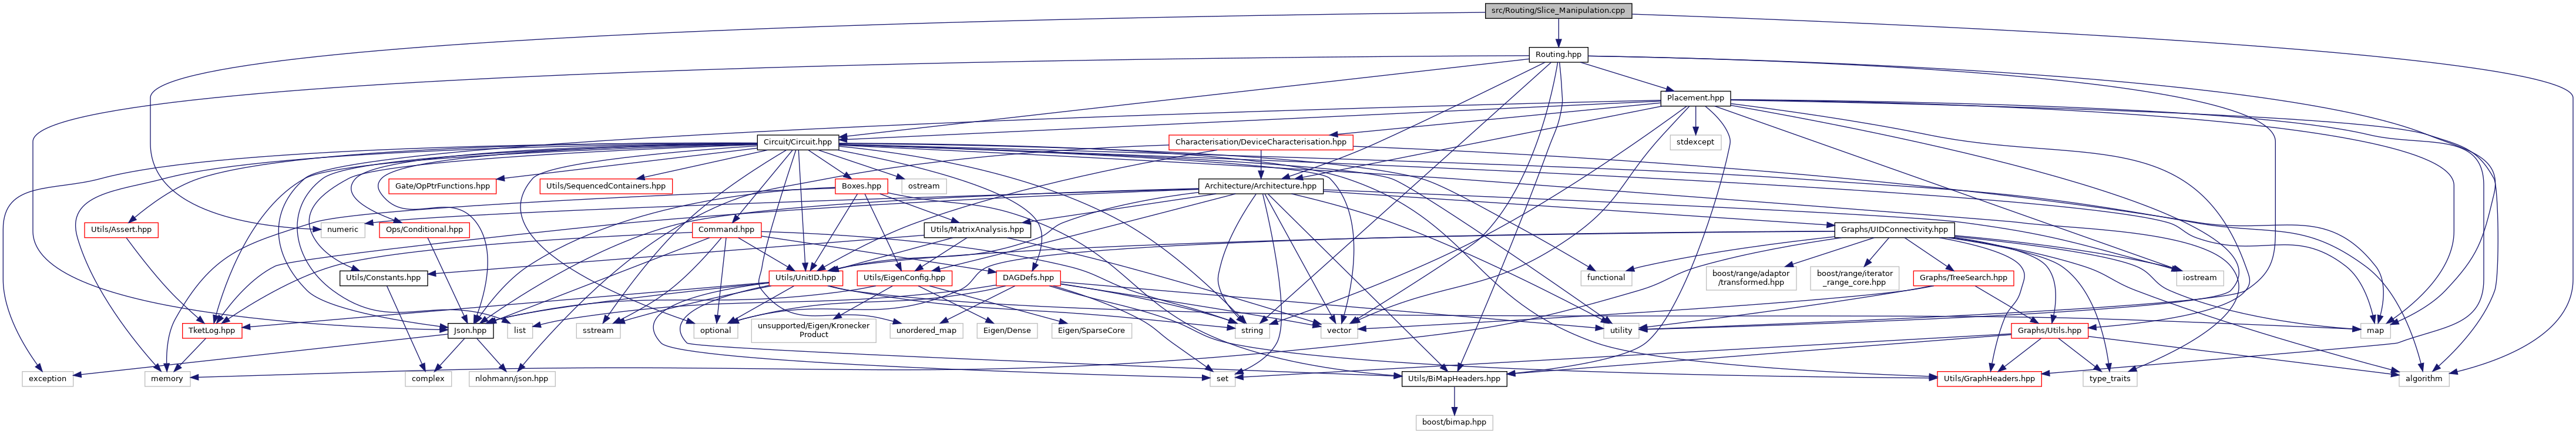 src/Routing/Slice_Manipulation.cpp
Routing.hpp
Placement.hpp
Circuit/Circuit.hpp
Characterisation/DeviceCharacterisation.hpp
stdexcept
Gate/OpPtrFunctions.hpp
Utils/SequencedContainers.hpp
Boxes.hpp
ostream
Architecture/Architecture.hpp
Utils/Assert.hpp
numeric
Ops/Conditional.hpp
Command.hpp
Utils/MatrixAnalysis.hpp
Graphs/UIDConnectivity.hpp
Utils/Constants.hpp
Utils/UnitID.hpp
Utils/EigenConfig.hpp
DAGDefs.hpp
functional
boost/range/adaptor
/transformed.hpp
boost/range/iterator
_range_core.hpp
Graphs/TreeSearch.hpp
iostream
TketLog.hpp
Json.hpp
list
sstream
optional
unsupported/Eigen/Kronecker
Product
unordered_map
Eigen/Dense
Eigen/SparseCore
string
vector
utility
Graphs/Utils.hpp
map
exception
memory
complex
nlohmann/json.hpp
set
Utils/BiMapHeaders.hpp
Utils/GraphHeaders.hpp
type_traits
algorithm
boost/bimap.hpp